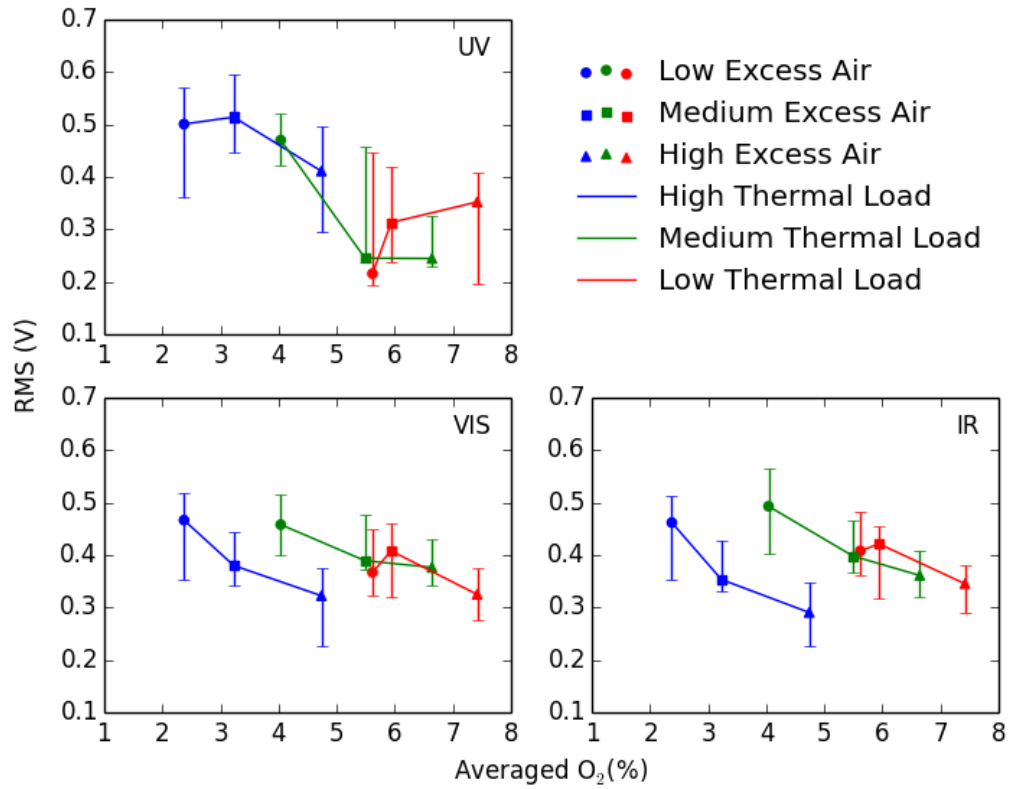 0.7
0.6
0.5
0.4
0.3
0.2
0.1
1 2 3 4 5 6 7 8
UV
Low Excess Air
Medium Excess Air
High Excess Air
High Thermal Load
Medium Thermal Load
Low Thermal Load
RMS (V)
0.7
0.6
0.5
0.4
0.3
0.2
0.1
1 2 3 4 5 6 7 8
VIS
0.7
0.6
0.5
0.4
0.3
0.2
0.1
1 2 3 4 5 6 7 8
IR
Averaged O₂(%)